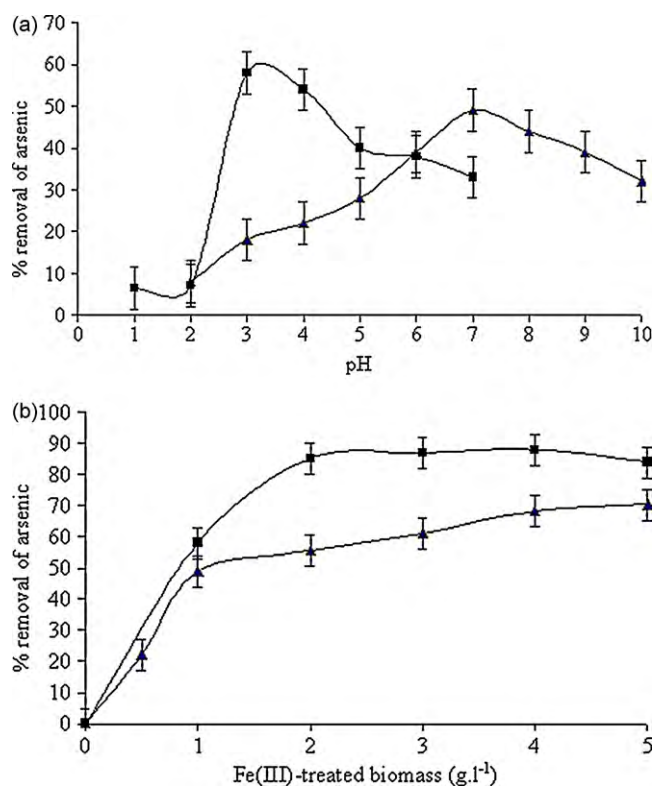 (a)
70
60
50
40
30
20
10
0
% removal of arsenic
0 1 2 3 4 5 6 7 8 9 10
pH
(b)
100
90
80
70
60
50
40
30
20
10
0
% removal of arsenic
0 1 2 3 4 5
Fe(III)-treated biomass (g.l⁻¹)